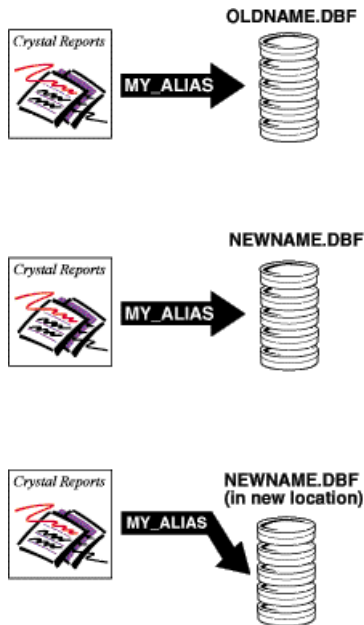 OLDNAME.DBF
Crystal Reports
MY_ALIAS
NEWNAME.DBF
Crystal Reports
MY_ALIAS
Crystal Reports
NEWNAME.DBF
(in new location)
MY_ALIAS